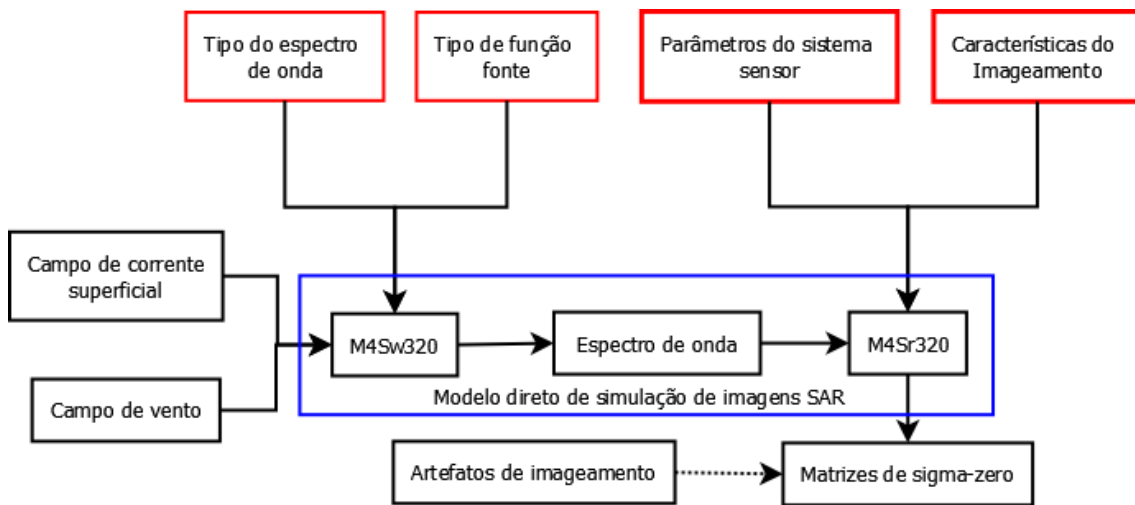 Tipo do espectro
de onda
Tipo de função
fonte
Parâmetros do sistema
sensor
Características do
Imageamento
Campo de corrente
superficial
Campo de vento
M4Sw320
Espectro de onda
M4Sr320
Modelo direto de simulação de imagens SAR
Artefatos de imageamento
Matrizes de sigma-zero